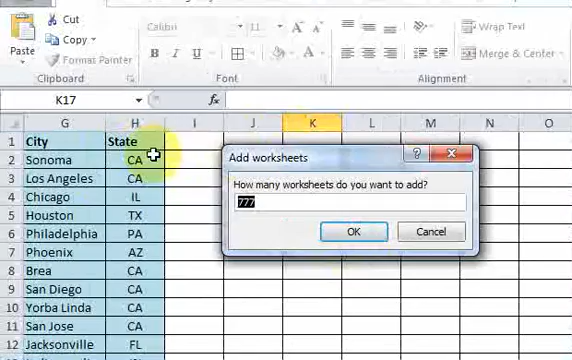 Cut
Calibri 11
Wrap Text
Paste
Copy
Format Painter
B I U
Merge & Center
Clipboard Font Alignment
K17 fx
G H I J K L M N O
1 City State
2 Sonoma CA
3 Los Angeles CA
4 Chicago IL
5 Houston TX
6 Philadelphia PA
7 Phoenix AZ
8 Brea CA
9 San Diego CA
10 Yorba Linda CA
11 San Jose CA
12 Jacksonville FL
Add worksheets
How many worksheets do you want to add?
777
OK Cancel